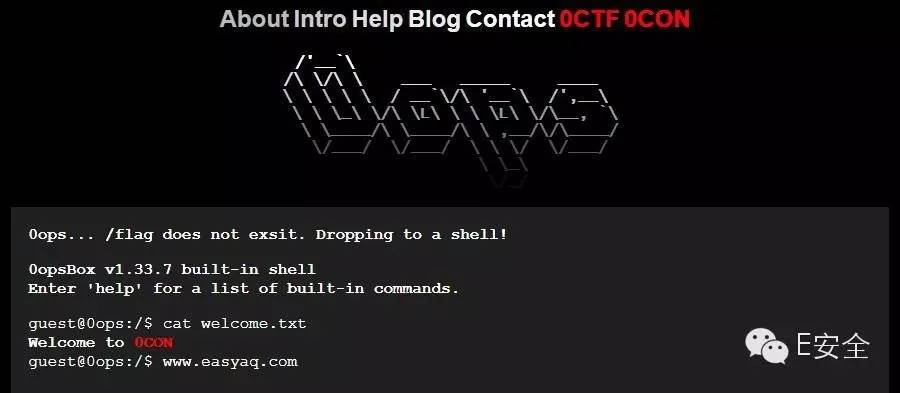 About Intro Help Blog Contact 0CTF 0CON
0ops
0ops... /flag does not exsit. Dropping to a shell!
0opsBox v1.33.7 built-in shell
Enter 'help' for a list of built-in commands.
guest@0ops:/$ cat welcome.txt
Welcome to 0CON
guest@0ops:/$ www.easyaq.com
E安全